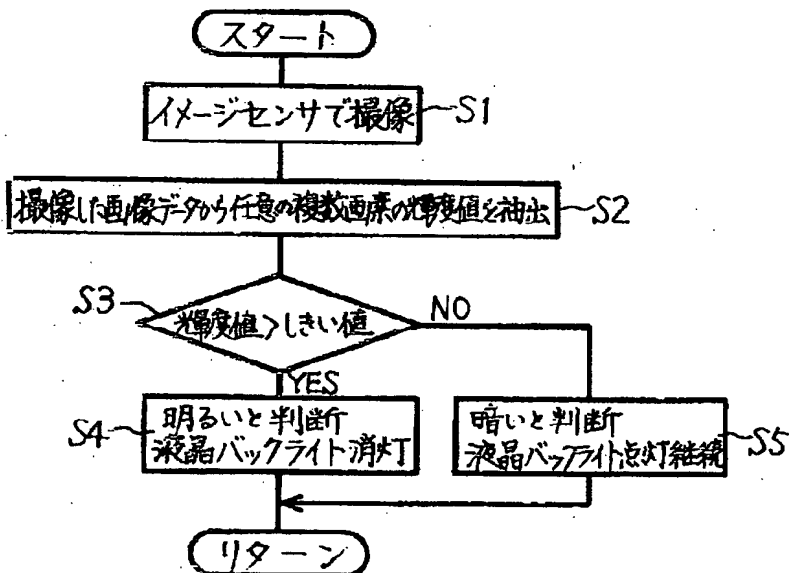 スタート
イメージセンサで撮像
S1
撮像した画像データから任意の複数画素の輝度値を抽出
S2
S3
輝度値>しきい値
NO
YES
S4
明るいと判断
液晶バックライト消灯
暗いと判断
液晶バックライト点灯継続
S5
リターン